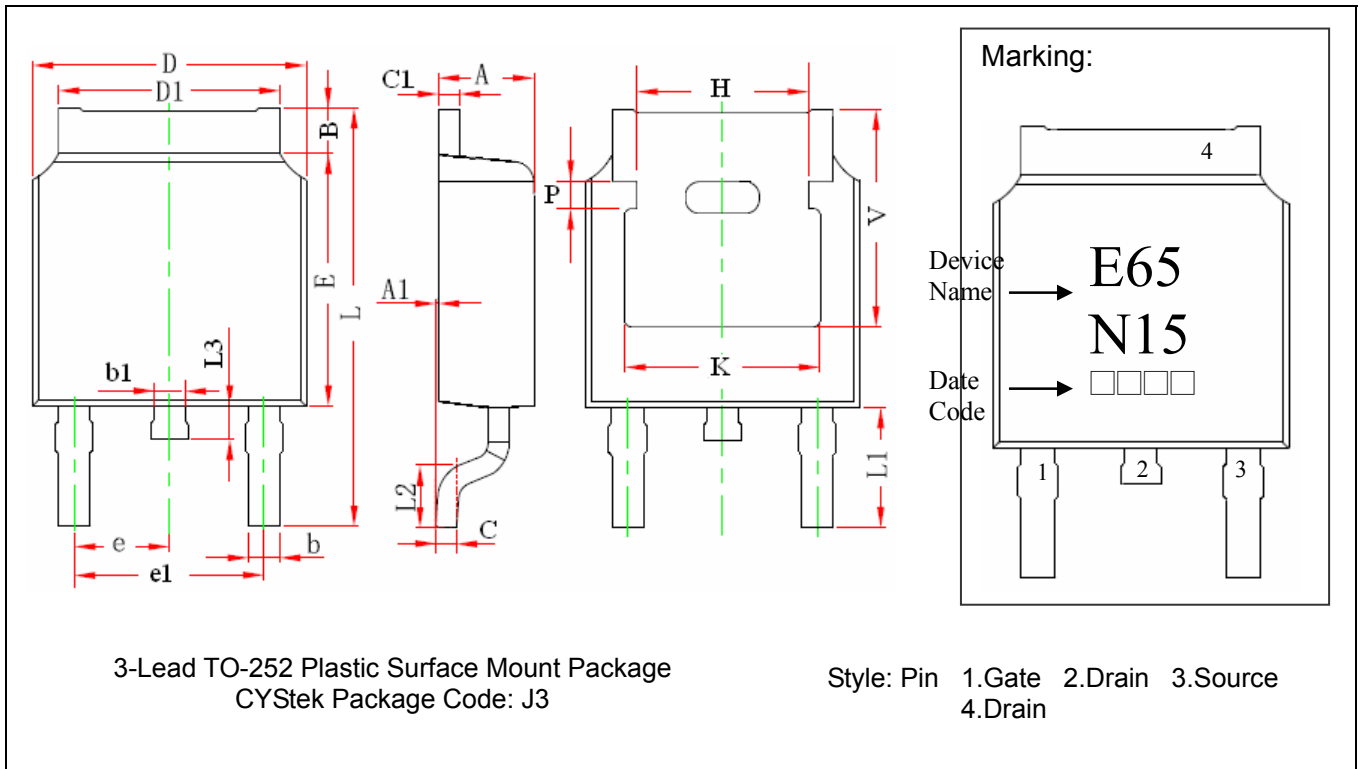 D
D1
B
E
L
L3
b1
e
b
e1
C1
A
A1
L2
C
H
P
V
K
L1
Marking:
4
Device
Name
E65
N15
Date
Code
□□□□
1 2 3
3-Lead TO-252 Plastic Surface Mount Package
CYStek Package Code: J3
Style: Pin 1.Gate 2.Drain 3.Source
4.Drain